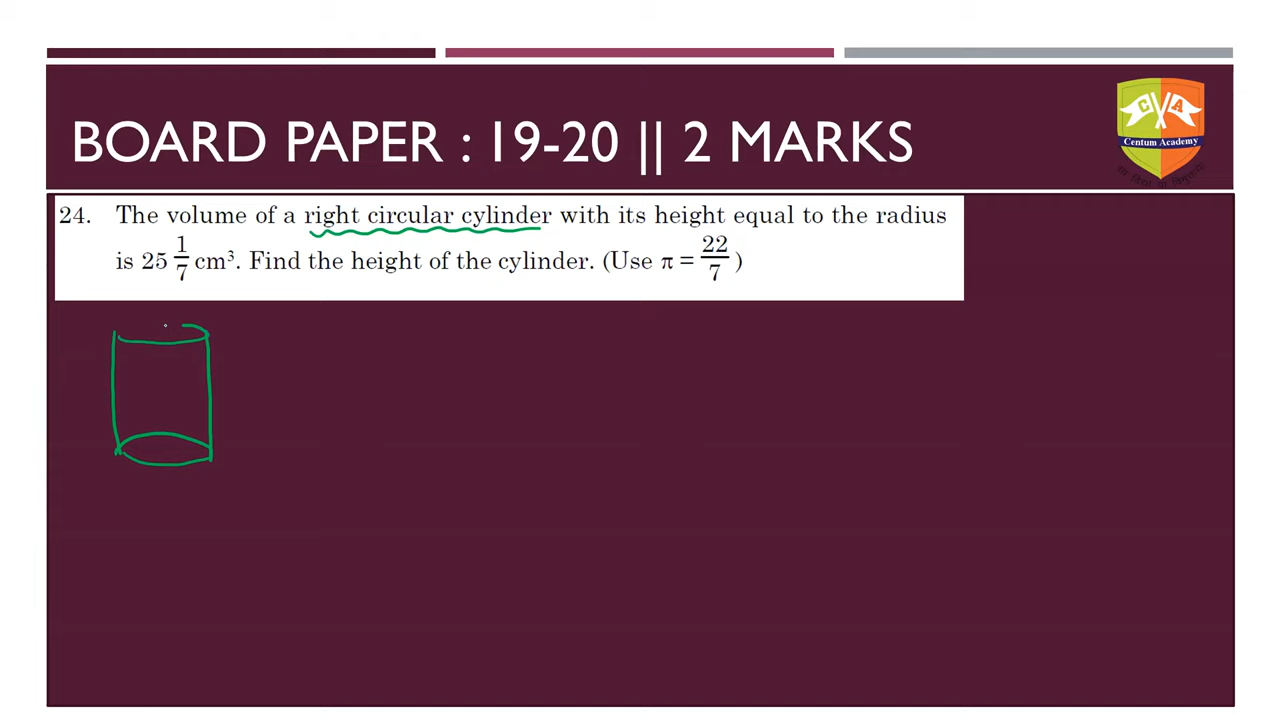 BOARD PAPER : 19-20 || 2 MARKS
C A
Centum Academy
24. The volume of a right circular cylinder with its height equal to the radius
is 25 1/7 cm³. Find the height of the cylinder. (Use π = 22/7 )